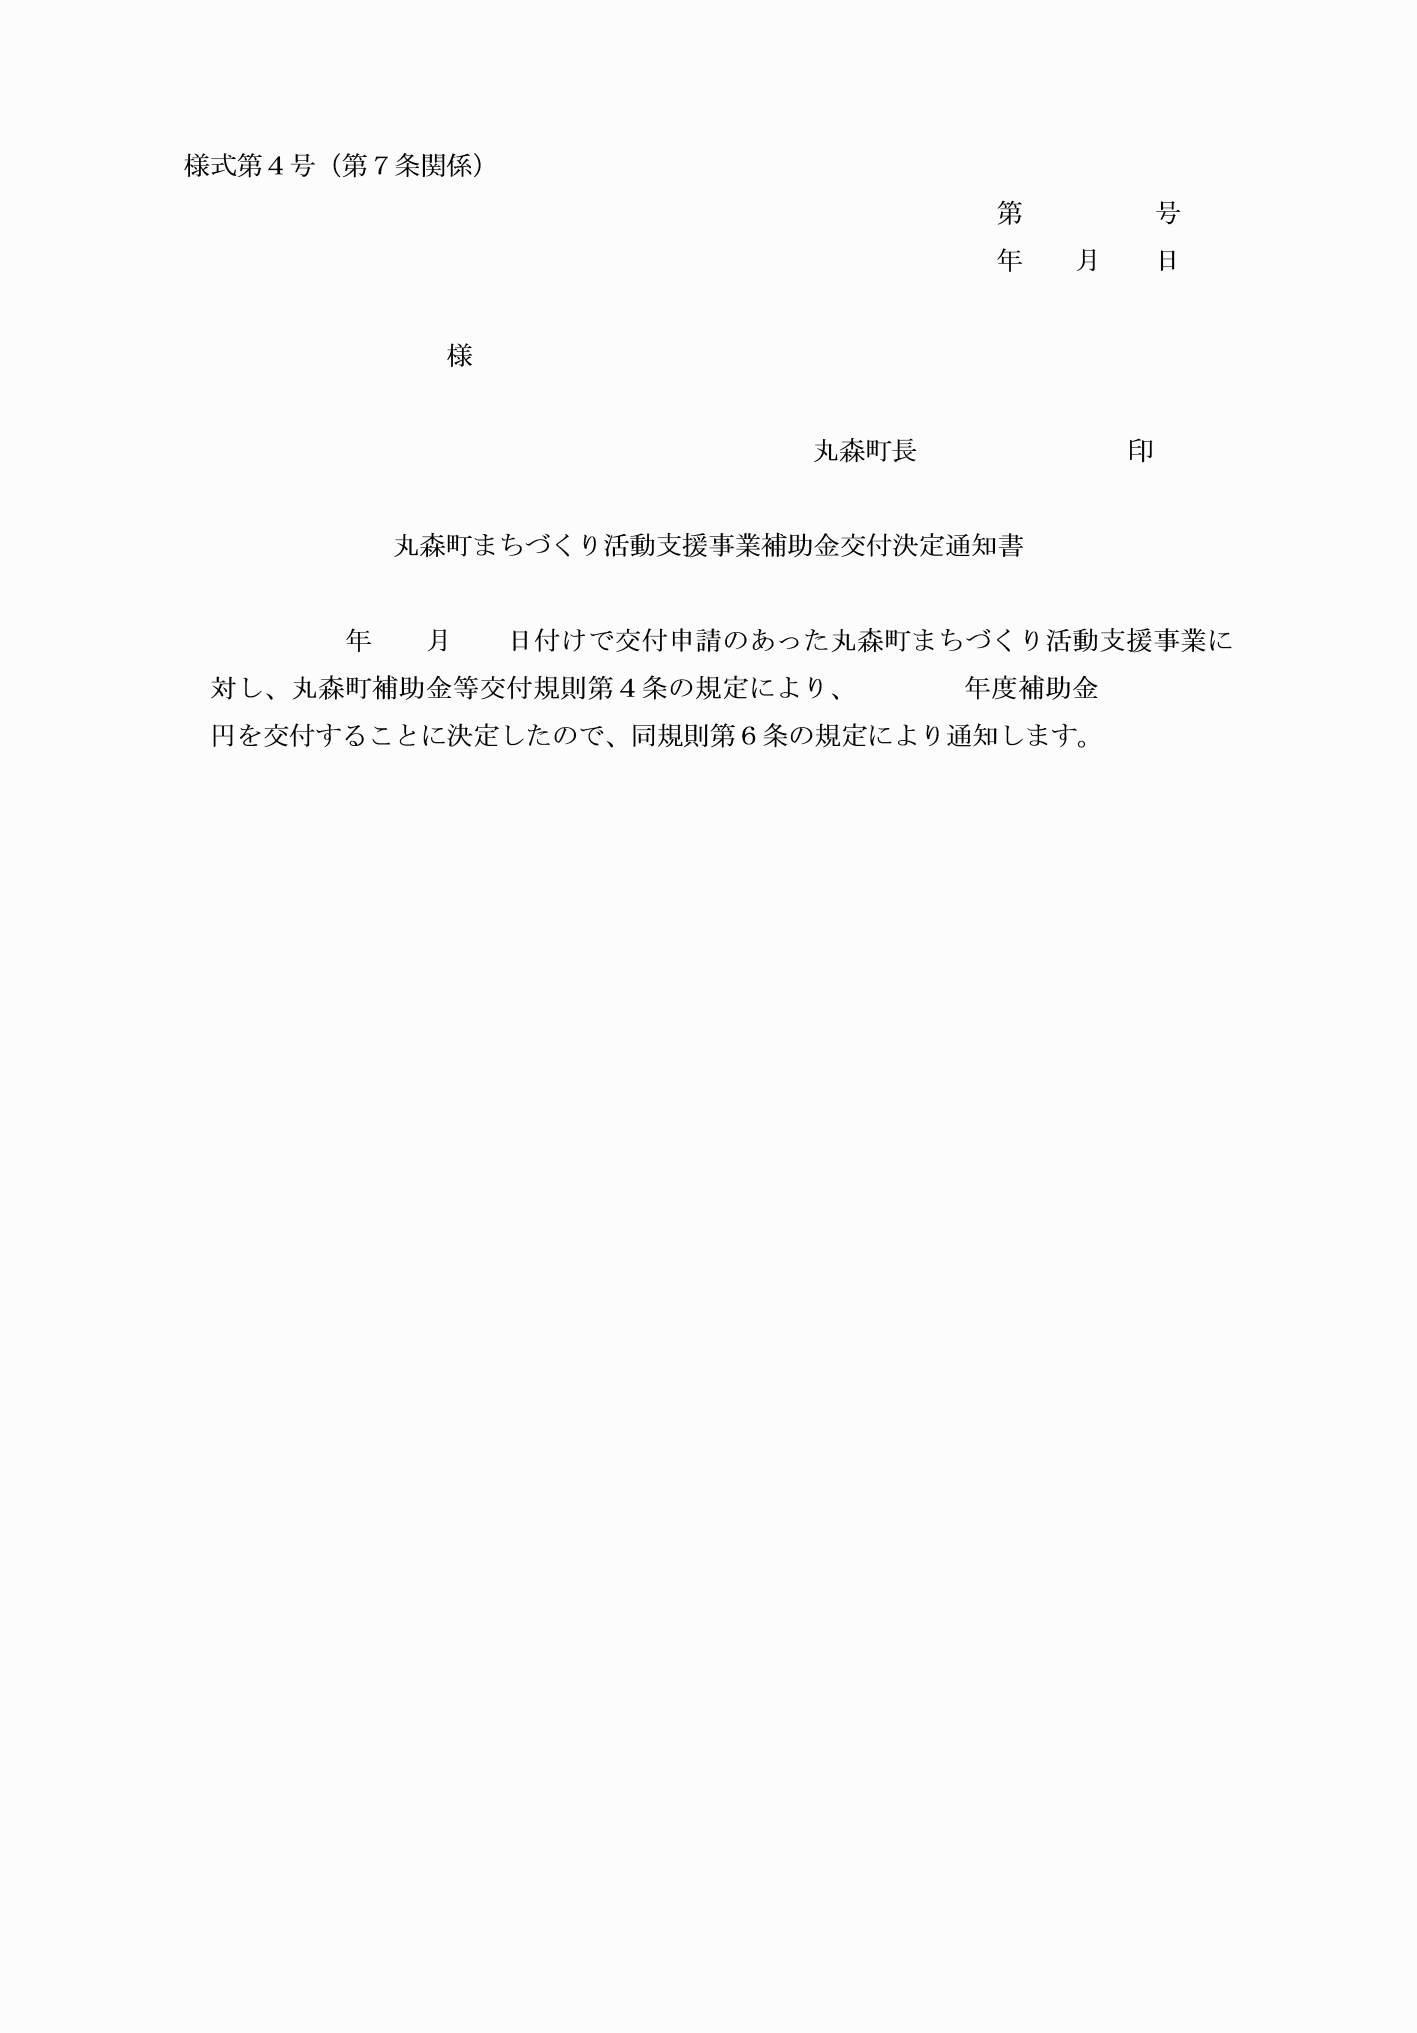 様式第４号（第７条関係）
第　　　　　号
年　　月　　日
様
丸森町長　　　　　　　　印
丸森町まちづくり活動支援事業補助金交付決定通知書
年　　月　　日付けで交付申請のあった丸森町まちづくり活動支援事業に
対し、丸森町補助金等交付規則第４条の規定により、　　　　年度補助金
円を交付することに決定したので、同規則第６条の規定により通知します。